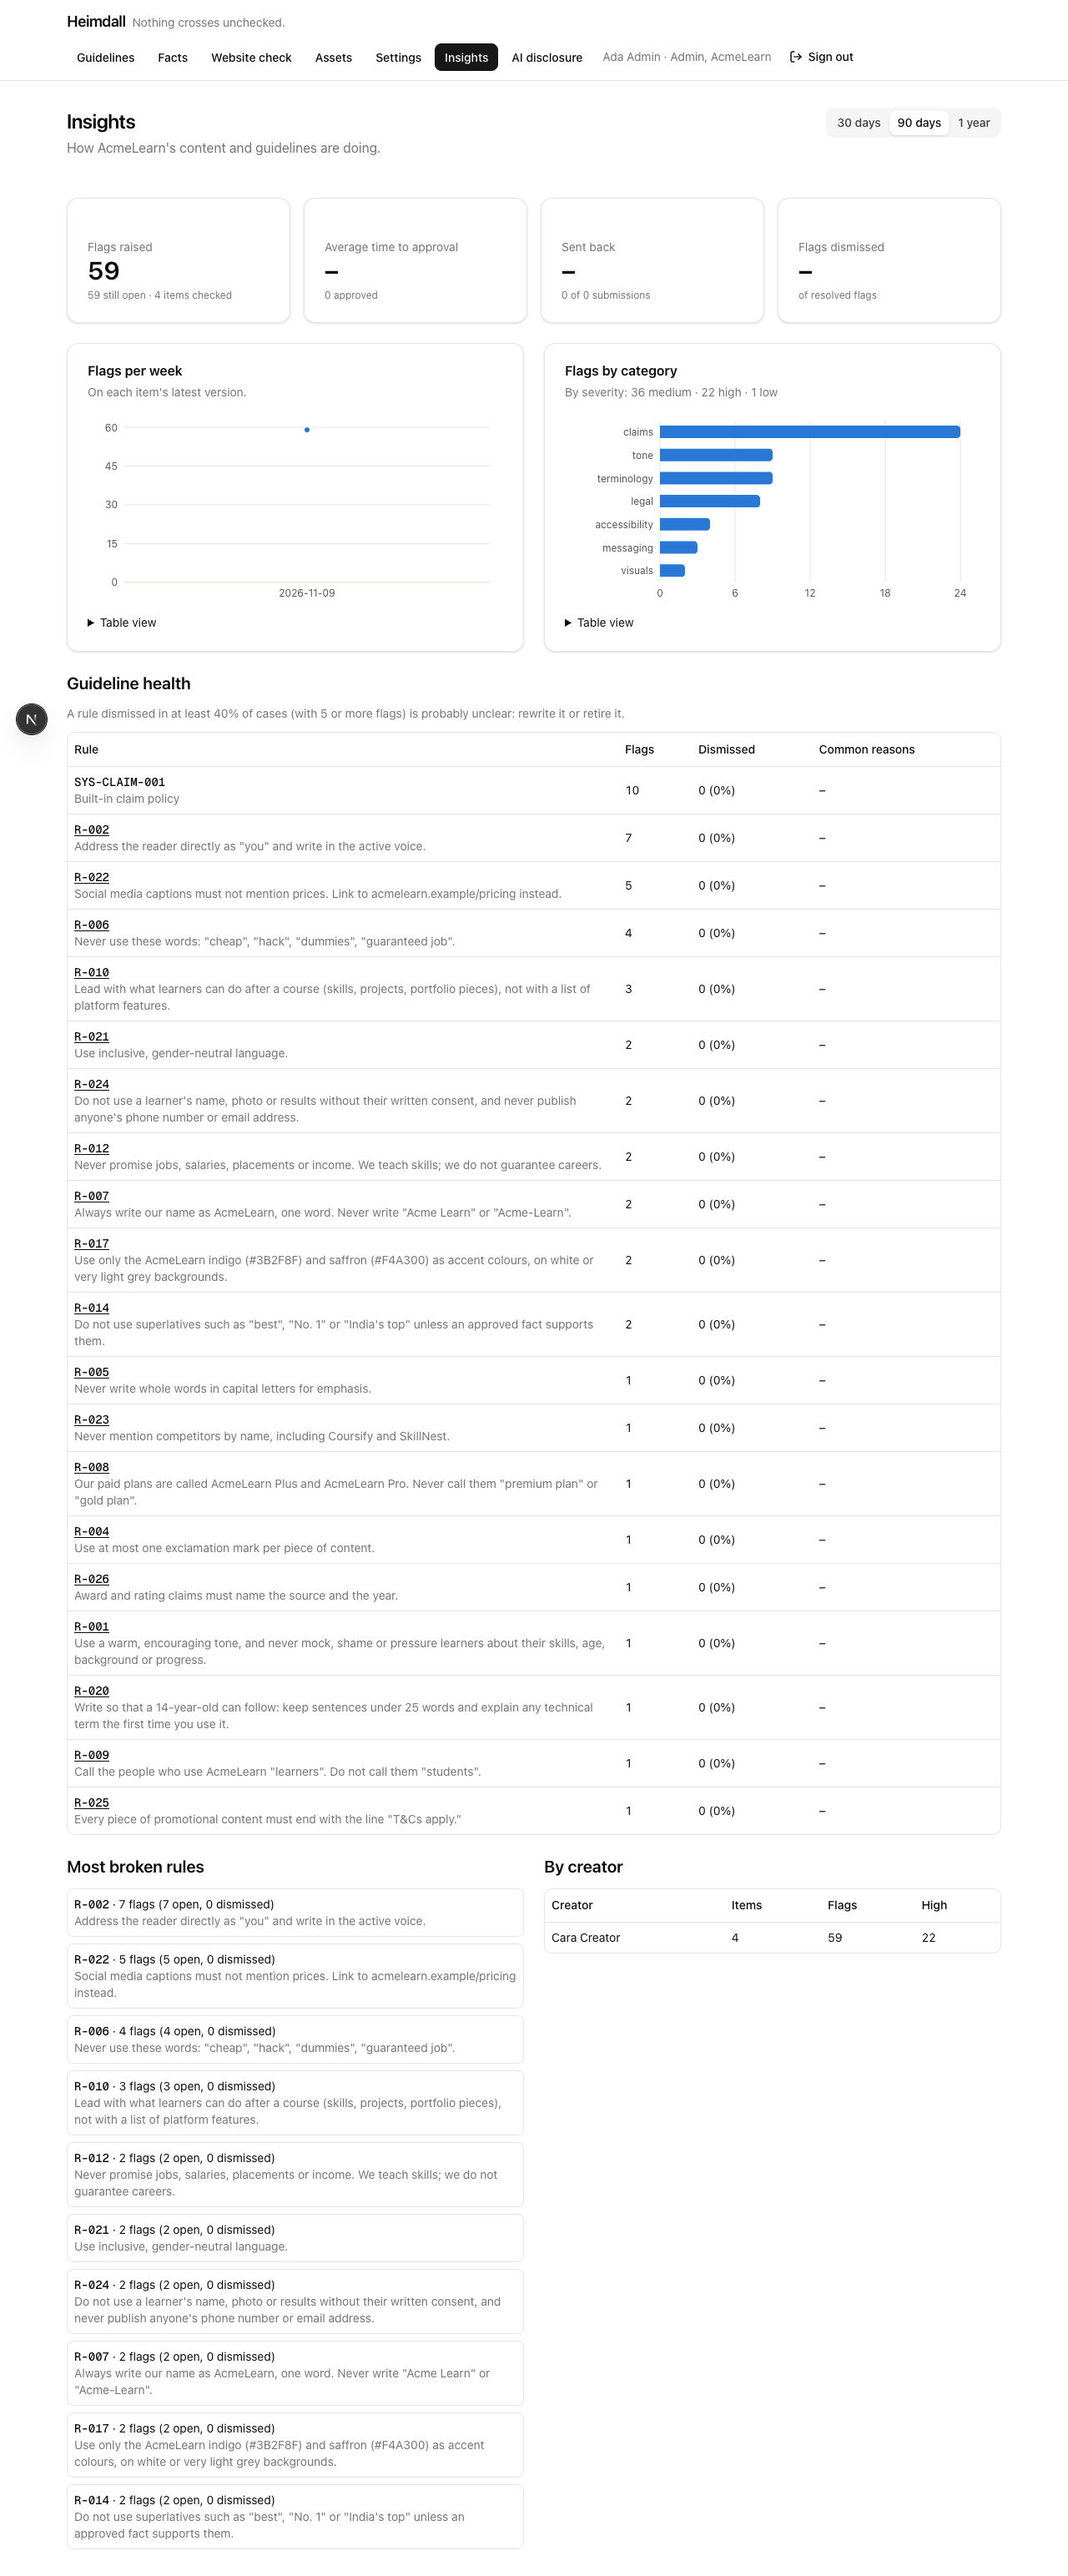 Heimdall Nothing crosses unchecked.
Guidelines Facts Website check Assets Settings Insights AI disclosure Ada Admin · Admin, AcmeLearn Sign out
Insights
30 days 90 days 1 year
How AcmeLearn's content and guidelines are doing.
Flags raised
59
59 still open · 4 items checked
Average time to approval
–
0 approved
Sent back
–
0 of 0 submissions
Flags dismissed
–
of resolved flags
Flags per week
On each item's latest version.
60
45
30
15
0
2026-11-09
Table view
Flags by category
By severity: 36 medium · 22 high · 1 low
claims
tone
terminology
legal
accessibility
messaging
visuals
0 6 12 18 24
Table view
Guideline health
N
A rule dismissed in at least 40% of cases (with 5 or more flags) is probably unclear: rewrite it or retire it.
Rule Flags Dismissed Common reasons
SYS-CLAIM-001
Built-in claim policy
10 0 (0%) –
R-002
Address the reader directly as "you" and write in the active voice.
7 0 (0%) –
R-022
Social media captions must not mention prices. Link to acmelearn.example/pricing instead.
5 0 (0%) –
R-006
Never use these words: "cheap", "hack", "dummies", "guaranteed job".
4 0 (0%) –
R-010
Lead with what learners can do after a course (skills, projects, portfolio pieces), not with a list of
platform features.
3 0 (0%) –
R-021
Use inclusive, gender-neutral language.
2 0 (0%) –
R-024
Do not use a learner's name, photo or results without their written consent, and never publish
anyone's phone number or email address.
2 0 (0%) –
R-012
Never promise jobs, salaries, placements or income. We teach skills; we do not guarantee careers.
2 0 (0%) –
R-007
Always write our name as AcmeLearn, one word. Never write "Acme Learn" or "Acme-Learn".
2 0 (0%) –
R-017
Use only the AcmeLearn indigo (#3B2F8F) and saffron (#F4A300) as accent colours, on white or
very light grey backgrounds.
2 0 (0%) –
R-014
Do not use superlatives such as "best", "No. 1" or "India's top" unless an approved fact supports
them.
2 0 (0%) –
R-005
Never write whole words in capital letters for emphasis.
1 0 (0%) –
R-023
Never mention competitors by name, including Coursify and SkillNest.
1 0 (0%) –
R-008
Our paid plans are called AcmeLearn Plus and AcmeLearn Pro. Never call them "premium plan" or
"gold plan".
1 0 (0%) –
R-004
Use at most one exclamation mark per piece of content.
1 0 (0%) –
R-026
Award and rating claims must name the source and the year.
1 0 (0%) –
R-001
Use a warm, encouraging tone, and never mock, shame or pressure learners about their skills, age,
background or progress.
1 0 (0%) –
R-020
Write so that a 14-year-old can follow: keep sentences under 25 words and explain any technical
term the first time you use it.
1 0 (0%) –
R-009
Call the people who use AcmeLearn "learners". Do not call them "students".
1 0 (0%) –
R-025
Every piece of promotional content must end with the line "T&Cs apply."
1 0 (0%) –
Most broken rules
R-002 · 7 flags (7 open, 0 dismissed)
Address the reader directly as "you" and write in the active voice.
R-022 · 5 flags (5 open, 0 dismissed)
Social media captions must not mention prices. Link to acmelearn.example/pricing
instead.
R-006 · 4 flags (4 open, 0 dismissed)
Never use these words: "cheap", "hack", "dummies", "guaranteed job".
R-010 · 3 flags (3 open, 0 dismissed)
Lead with what learners can do after a course (skills, projects, portfolio pieces),
not with a list of platform features.
R-012 · 2 flags (2 open, 0 dismissed)
Never promise jobs, salaries, placements or income. We teach skills; we do not
guarantee careers.
R-021 · 2 flags (2 open, 0 dismissed)
Use inclusive, gender-neutral language.
R-024 · 2 flags (2 open, 0 dismissed)
Do not use a learner's name, photo or results without their written consent, and
never publish anyone's phone number or email address.
R-007 · 2 flags (2 open, 0 dismissed)
Always write our name as AcmeLearn, one word. Never write "Acme Learn" or
"Acme-Learn".
R-017 · 2 flags (2 open, 0 dismissed)
Use only the AcmeLearn indigo (#3B2F8F) and saffron (#F4A300) as accent
colours, on white or very light grey backgrounds.
R-014 · 2 flags (2 open, 0 dismissed)
Do not use superlatives such as "best", "No. 1" or "India's top" unless an
approved fact supports them.
By creator
Creator Items Flags High
Cara Creator 4 59 22